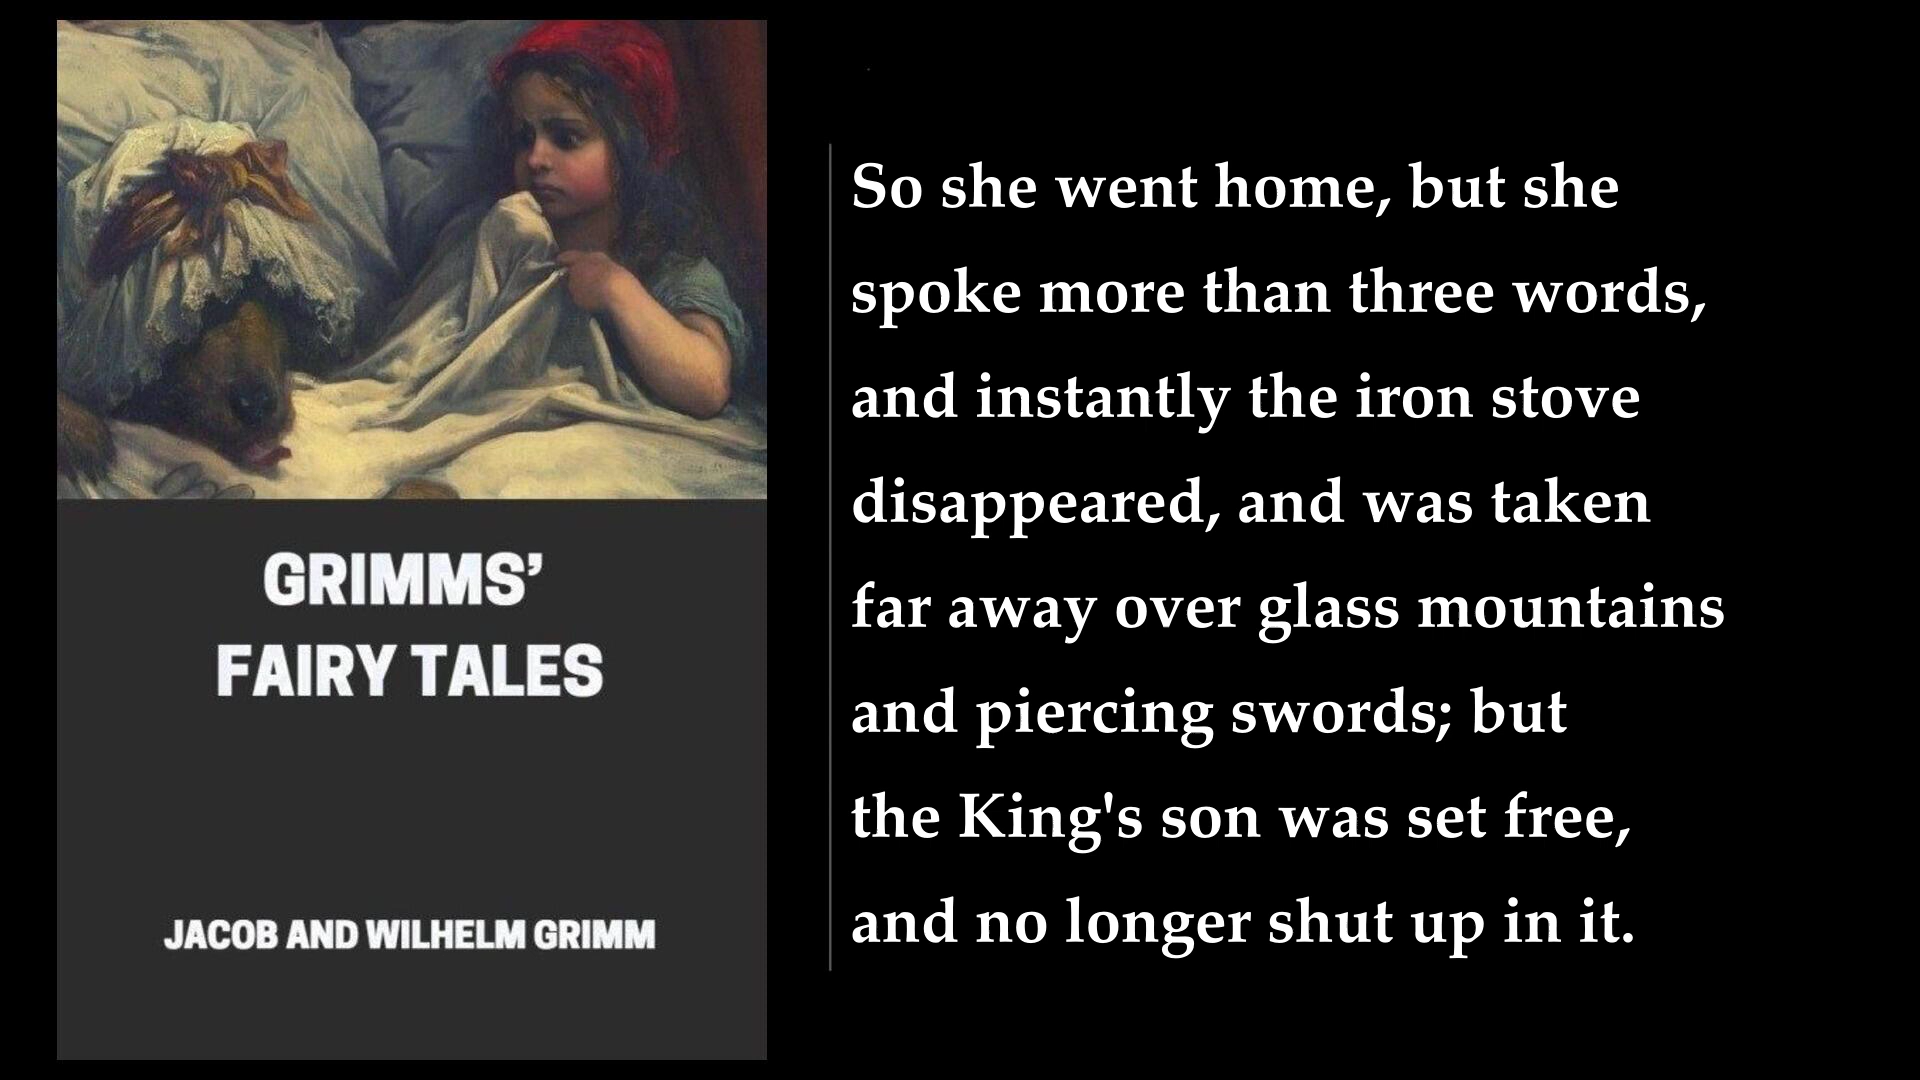 GRIMMS’
FAIRY TALES
JACOB AND WILHELM GRIMM
So she went home, but she
spoke more than three words,
and instantly the iron stove
disappeared, and was taken
far away over glass mountains
and piercing swords; but
the King's son was set free,
and no longer shut up in it.